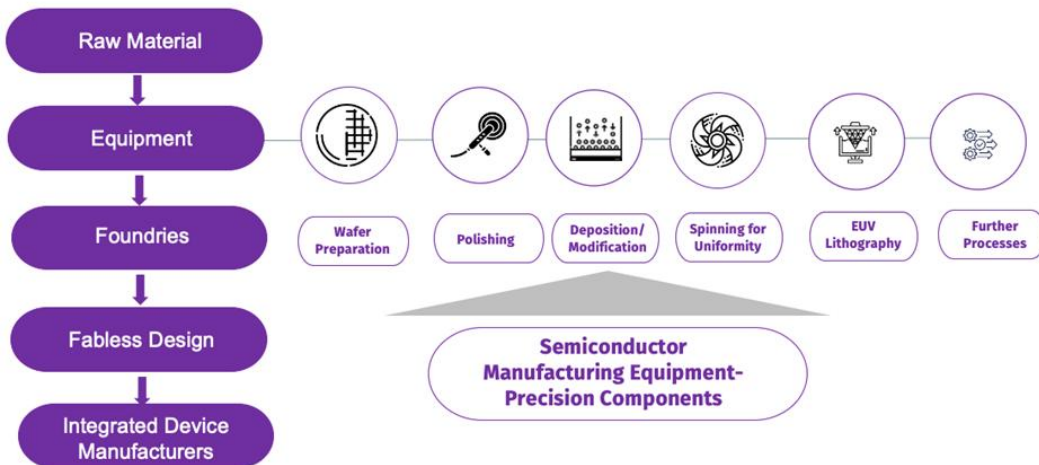 Raw Material
Equipment
Foundries
Fabless Design
Integrated Device
Manufacturers
Wafer
Preparation
Polishing
Deposition/
Modification
Spinning for
Uniformity
EUV
Lithography
Further
Processes
Semiconductor
Manufacturing Equipment-
Precision Components